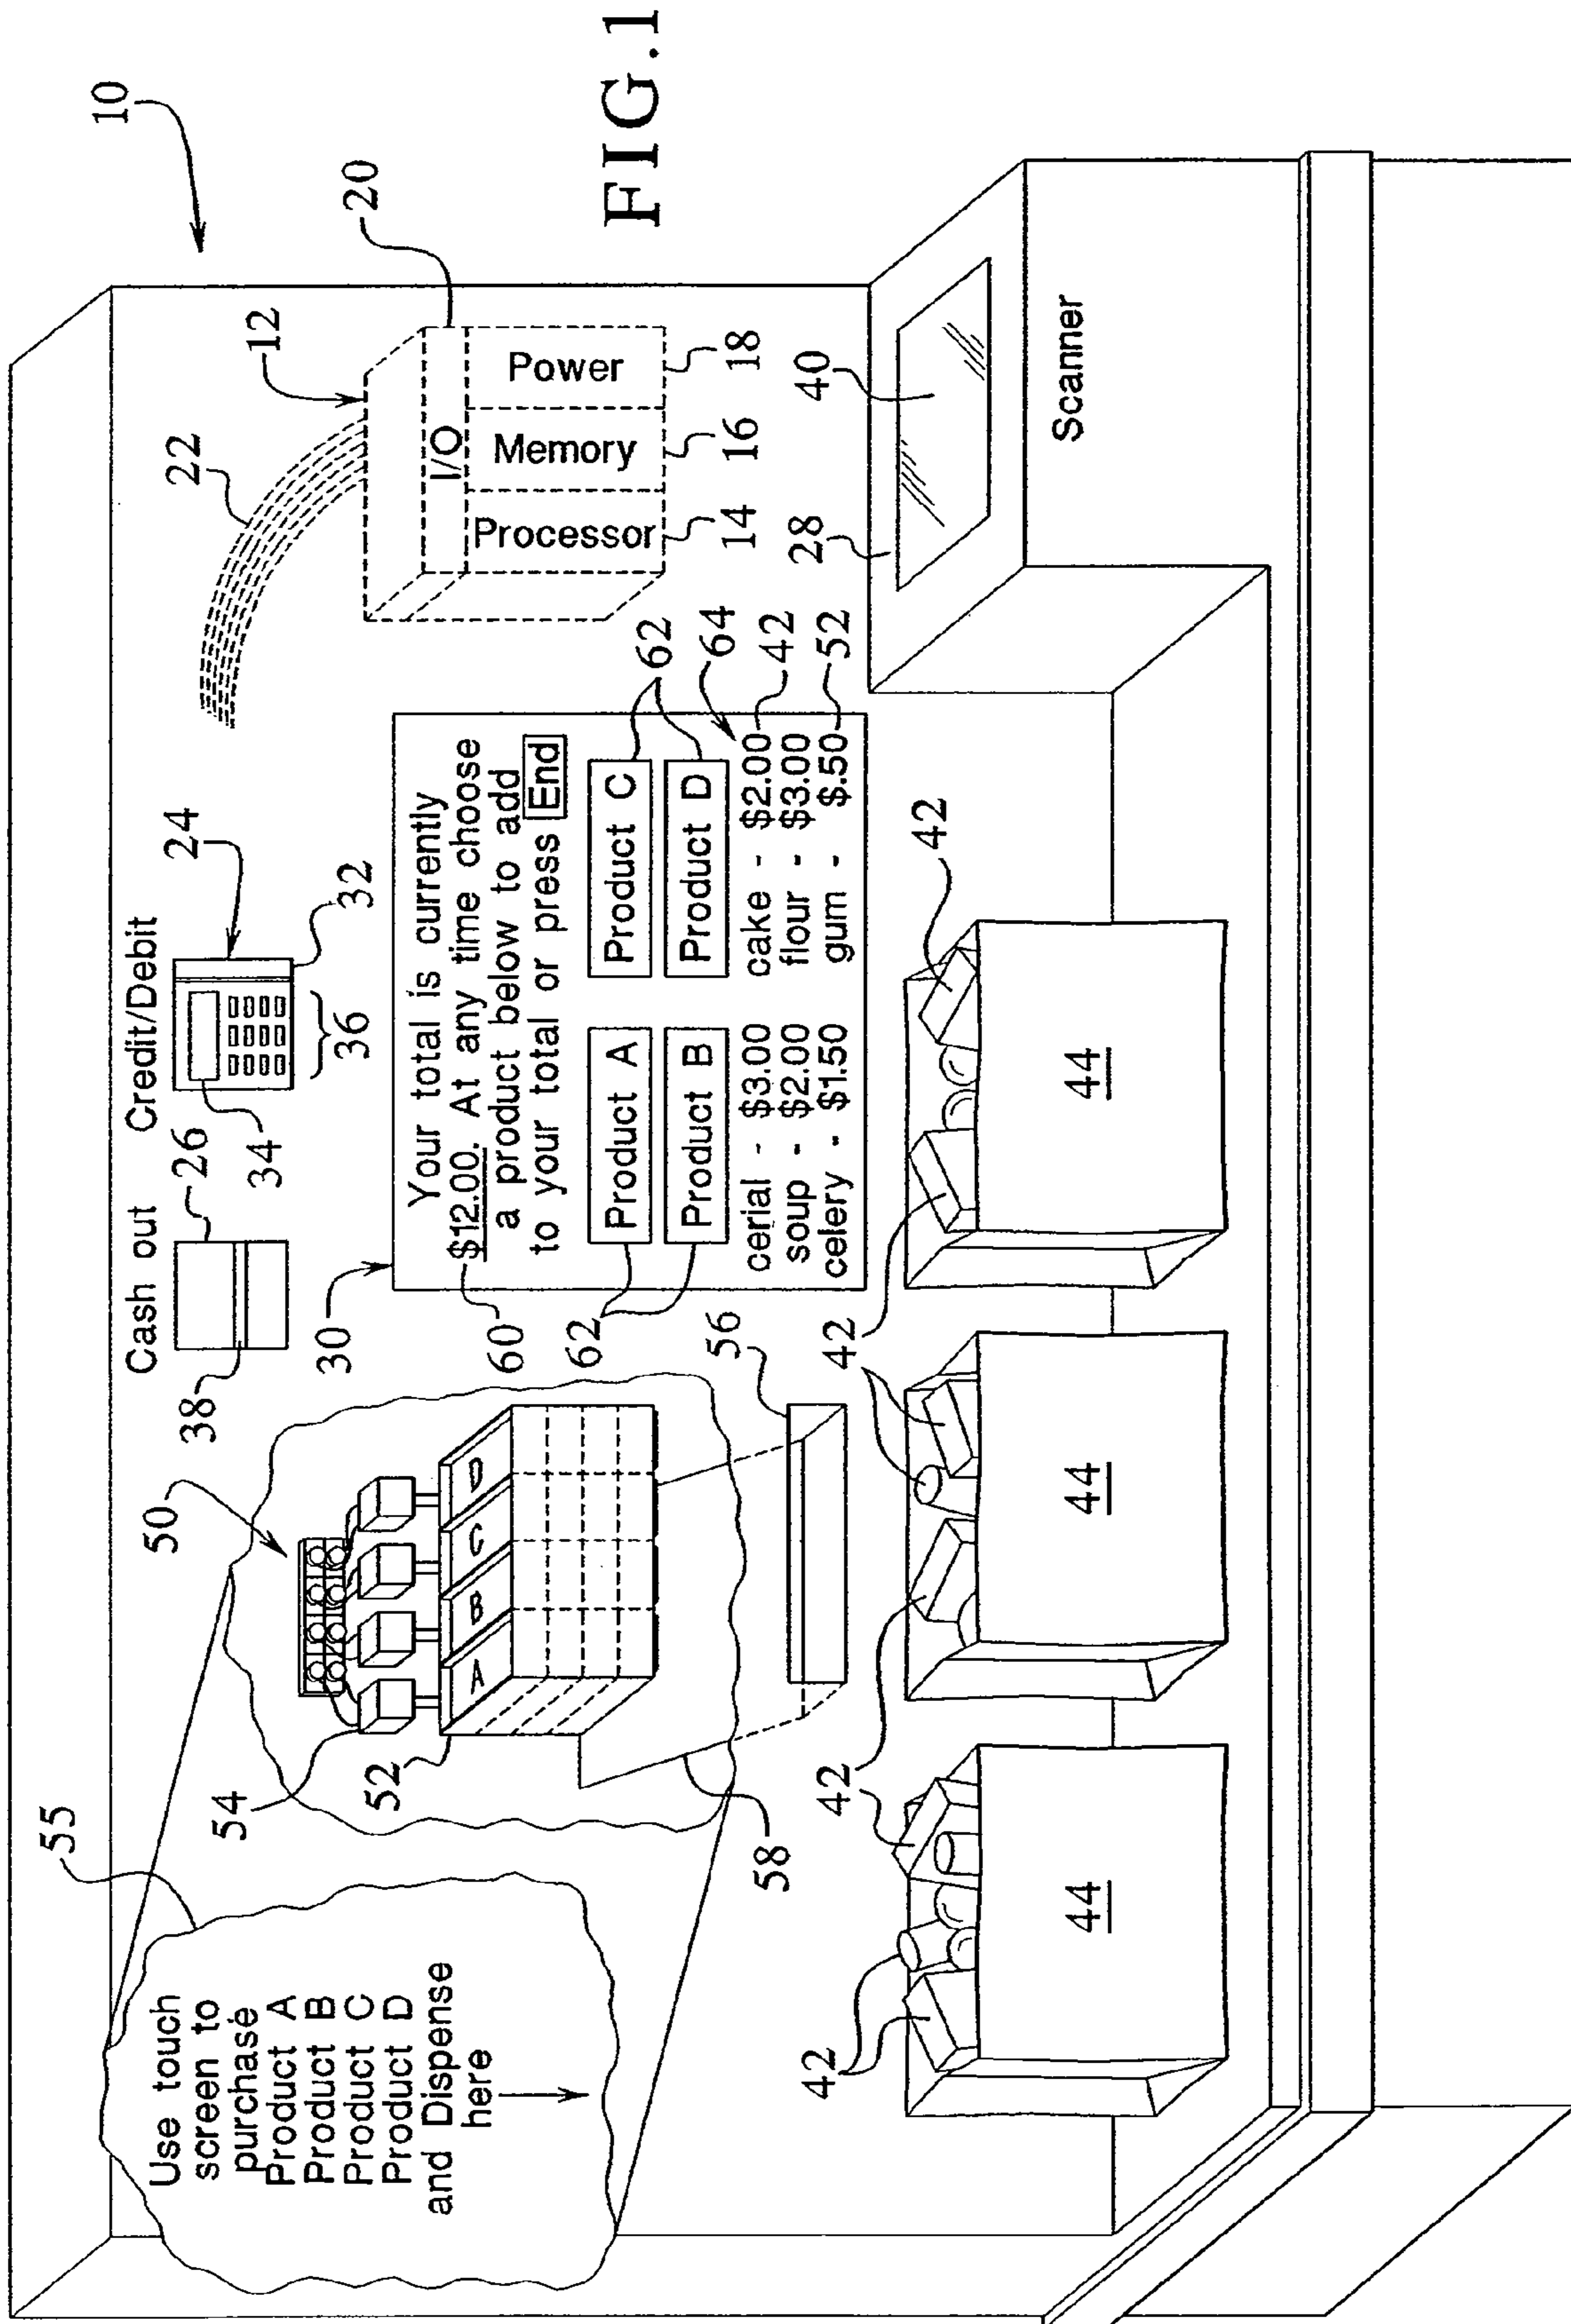 FIG.1
10
55
Use touch
screen to
purchase
Product A
Product B
Product C
Product D
and Dispense
here
50
54
52
A
B
C
D
58
56
Cash out
26
38
Credit/Debit
24
34
36
32
22
12
20
I/O
Processor
Memory
Power
14
16
18
30
Your total is currently
$12.00. At any time choose
a product below to add
to your total or press End
60
Product A
Product C
Product B
Product D
62
62
64
cerial - $3.00
cake - $2.00
42
soup - $2.00
flour - $3.00
celery - $1.50
gum - $.50
52
28
40
Scanner
42
42
42
42
42
42
44
44
44